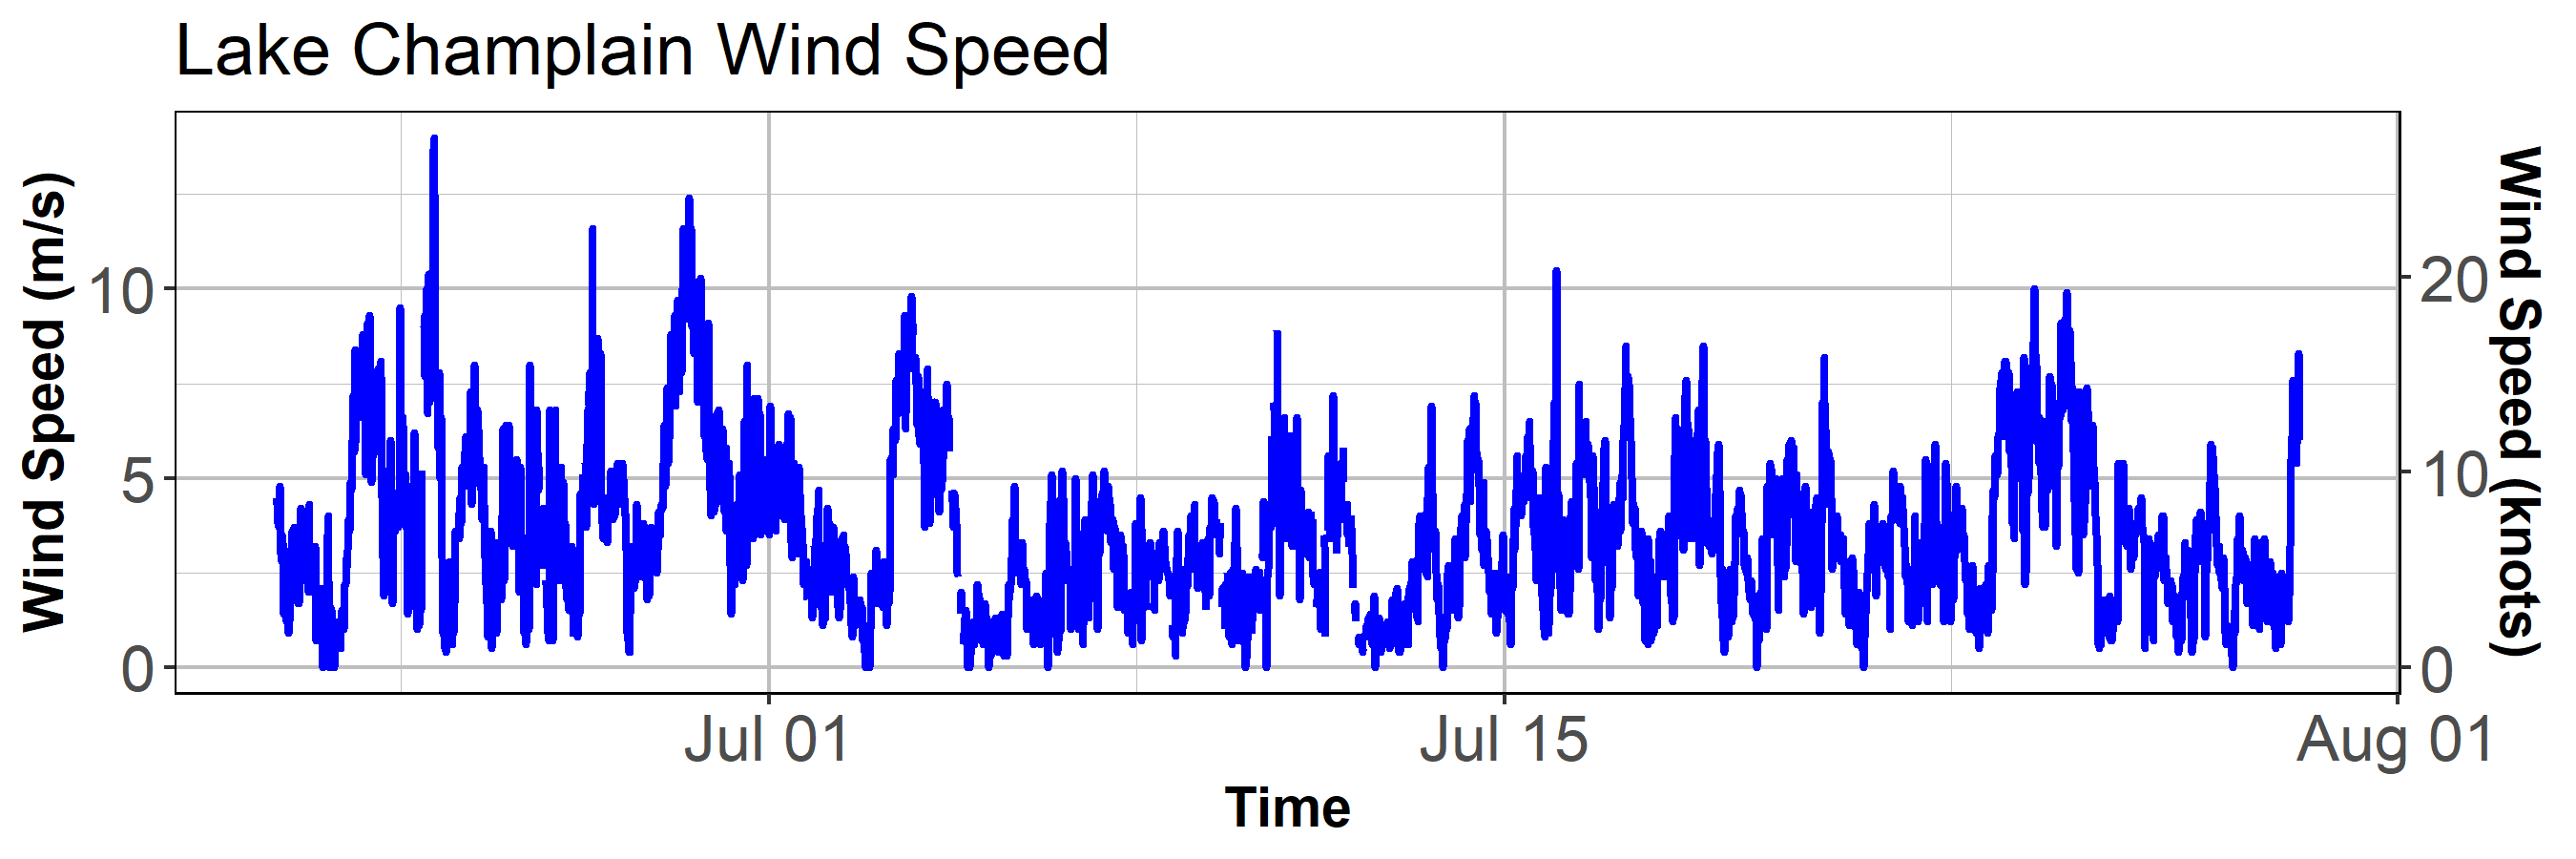 Lake Champlain Wind Speed
Wind Speed (m/s)
10
5
0
20
10
0
Wind Speed (knots)
Jul 01
Jul 15
Aug 01
Time